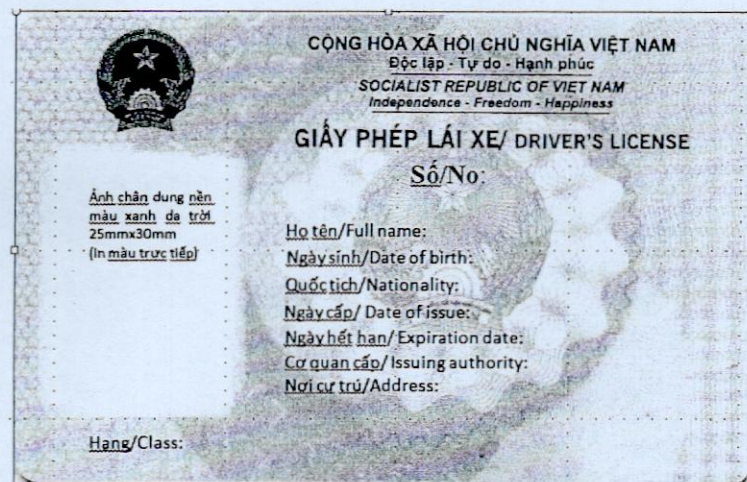 CỘNG HÒA XÃ HỘI CHỦ NGHĨA VIỆT NAM
Độc lập - Tự do - Hạnh phúc
SOCIALIST REPUBLIC OF VIET NAM
Independence - Freedom - Happiness
GIẤY PHÉP LÁI XE/ DRIVER'S LICENSE
Số/No:
Ảnh chân dung nền
màu xanh da trời
25mmx30mm
(In màu trực tiếp)
Họ tên/Full name:
Ngày sinh/Date of birth:
Quốc tịch/Nationality:
Ngày cấp/ Date of issue:
Ngày hết hạn/ Expiration date:
Cơ quan cấp/ Issuing authority:
Nơi cư trú/Address:
Hạng/Class: